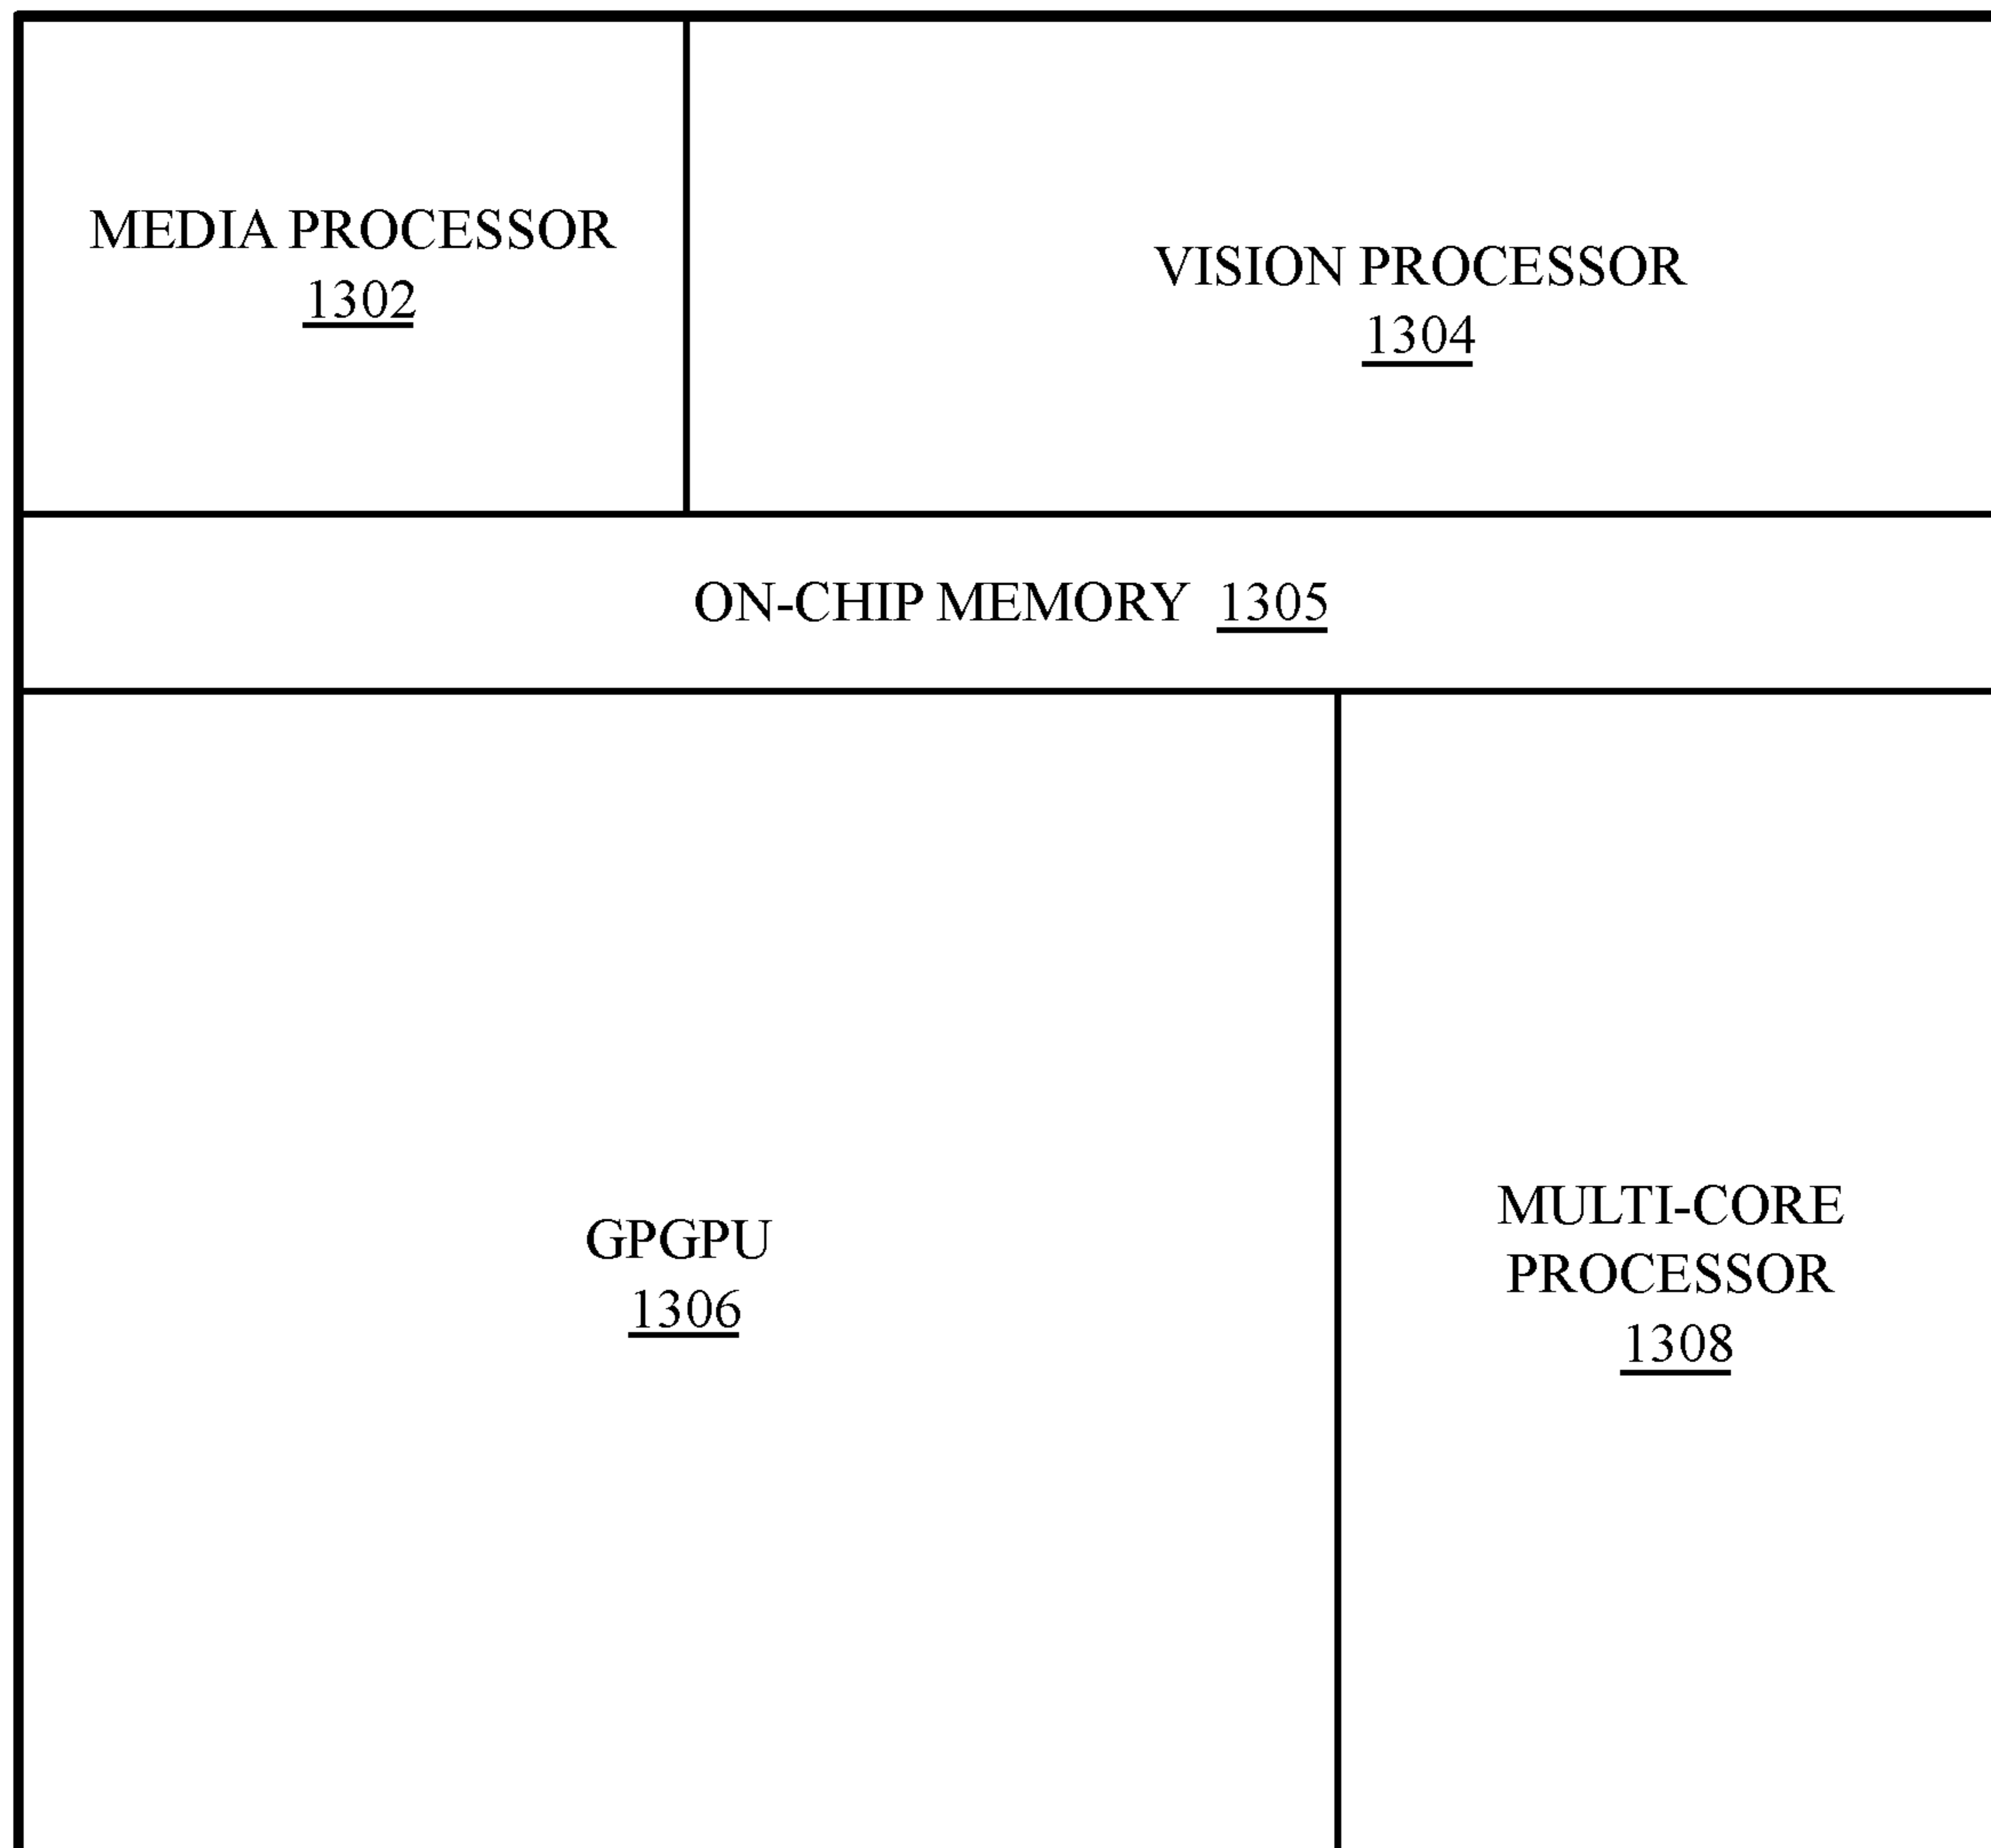 MEDIA PROCESSOR
1302
VISION PROCESSOR
1304
ON-CHIP MEMORY 1305
GPGPU
1306
MULTI-CORE
PROCESSOR
1308